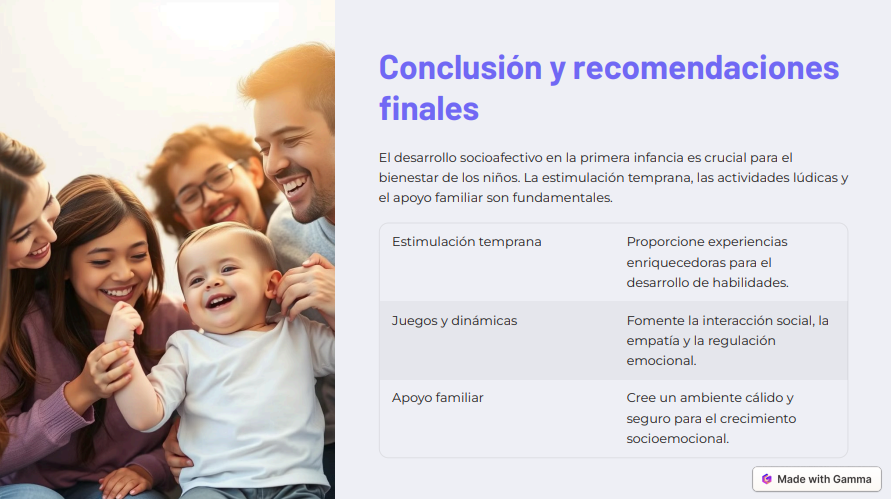 Conclusión y recomendaciones
finales
El desarrollo socioafectivo en la primera infancia es crucial para el
bienestar de los niños. La estimulación temprana, las actividades lúdicas y
el apoyo familiar son fundamentales.
Estimulación temprana
Proporcione experiencias
enriquecedoras para el
desarrollo de habilidades.
Juegos y dinámicas
Fomente la interacción social, la
empatía y la regulación
emocional.
Apoyo familiar
Cree un ambiente cálido y
seguro para el crecimiento
socioemocional.
Made with Gamma